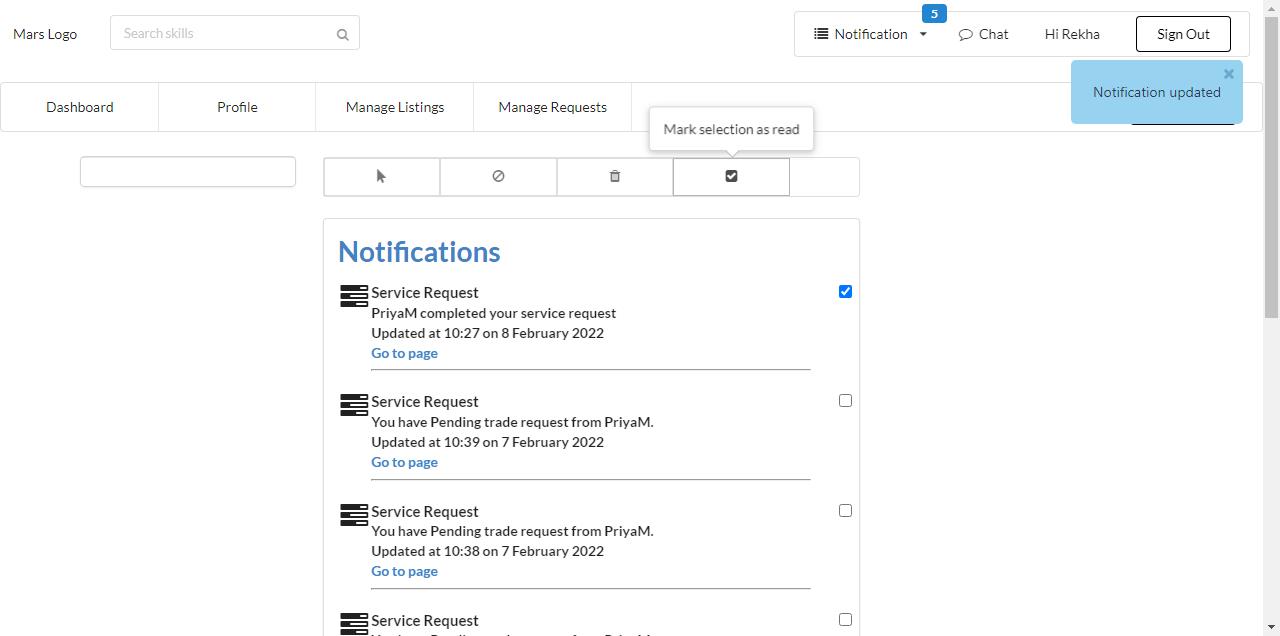 5
Mars Logo
Search skills
Notification
Chat
Hi Rekha
Sign Out
Notification updated
Dashboard
Profile
Manage Listings
Manage Requests
Mark selection as read
Notifications
Service Request
PriyaM completed your service request
Updated at 10:27 on 8 February 2022
Go to page
Service Request
You have Pending trade request from PriyaM.
Updated at 10:39 on 7 February 2022
Go to page
Service Request
You have Pending trade request from PriyaM.
Updated at 10:38 on 7 February 2022
Go to page
Service Request